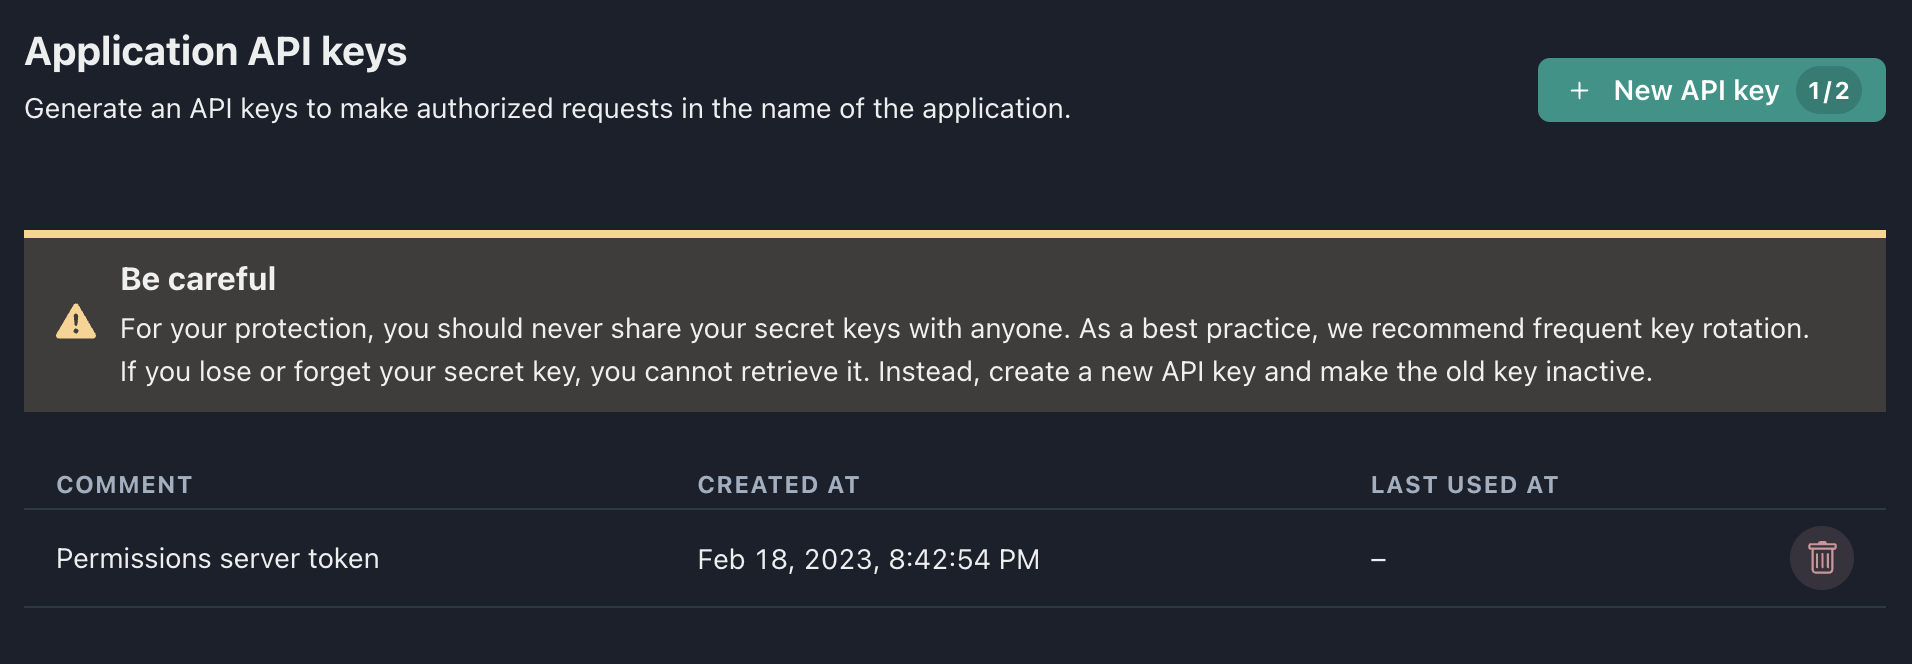 Application API keys
Generate an API keys to make authorized requests in the name of the application.
+ New API key 1/2
Be careful
For your protection, you should never share your secret keys with anyone. As a best practice, we recommend frequent key rotation.
If you lose or forget your secret key, you cannot retrieve it. Instead, create a new API key and make the old key inactive.
COMMENT CREATED AT LAST USED AT
Permissions server token Feb 18, 2023, 8:42:54 PM –